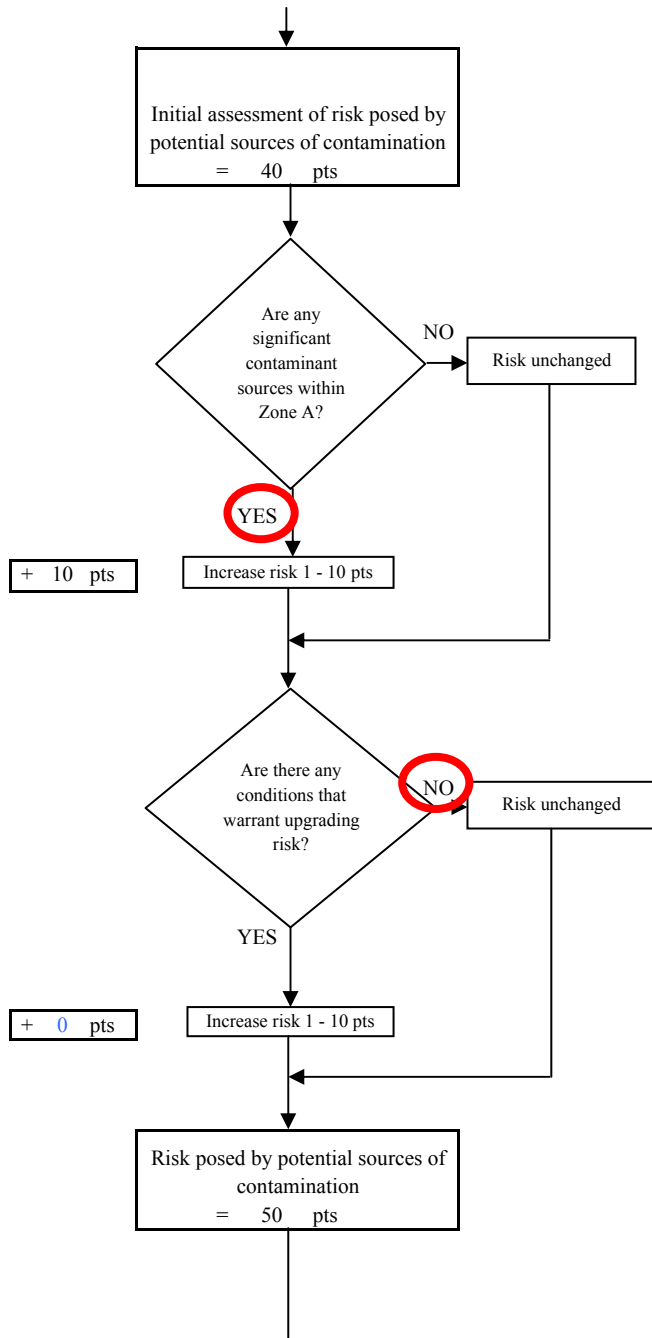 Initial assessment of risk posed by
potential sources of contamination
= 40 pts
Are any
significant
contaminant
sources within
Zone A?
NO
Risk unchanged
YES
+ 10 pts
Increase risk 1 - 10 pts
Are there any
conditions that
warrant upgrading
risk?
NO
Risk unchanged
YES
+ 0 pts
Increase risk 1 - 10 pts
Risk posed by potential sources of
contamination
= 50 pts